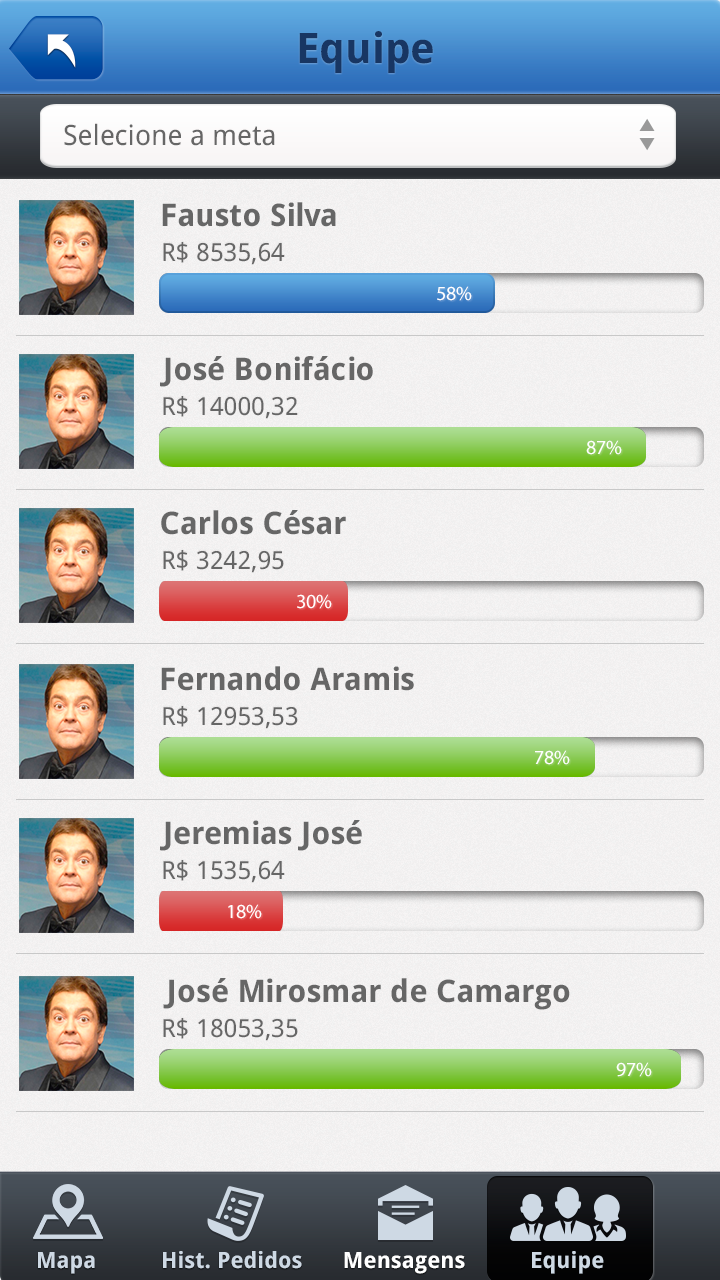 Equipe
Selecione a meta
Fausto Silva
R$ 8535,64
58%
José Bonifácio
R$ 14000,32
87%
Carlos César
R$ 3242,95
30%
Fernando Aramis
R$ 12953,53
78%
Jeremias José
R$ 1535,64
18%
José Mirosmar de Camargo
R$ 18053,35
97%
Mapa Hist. Pedidos Mensagens Equipe